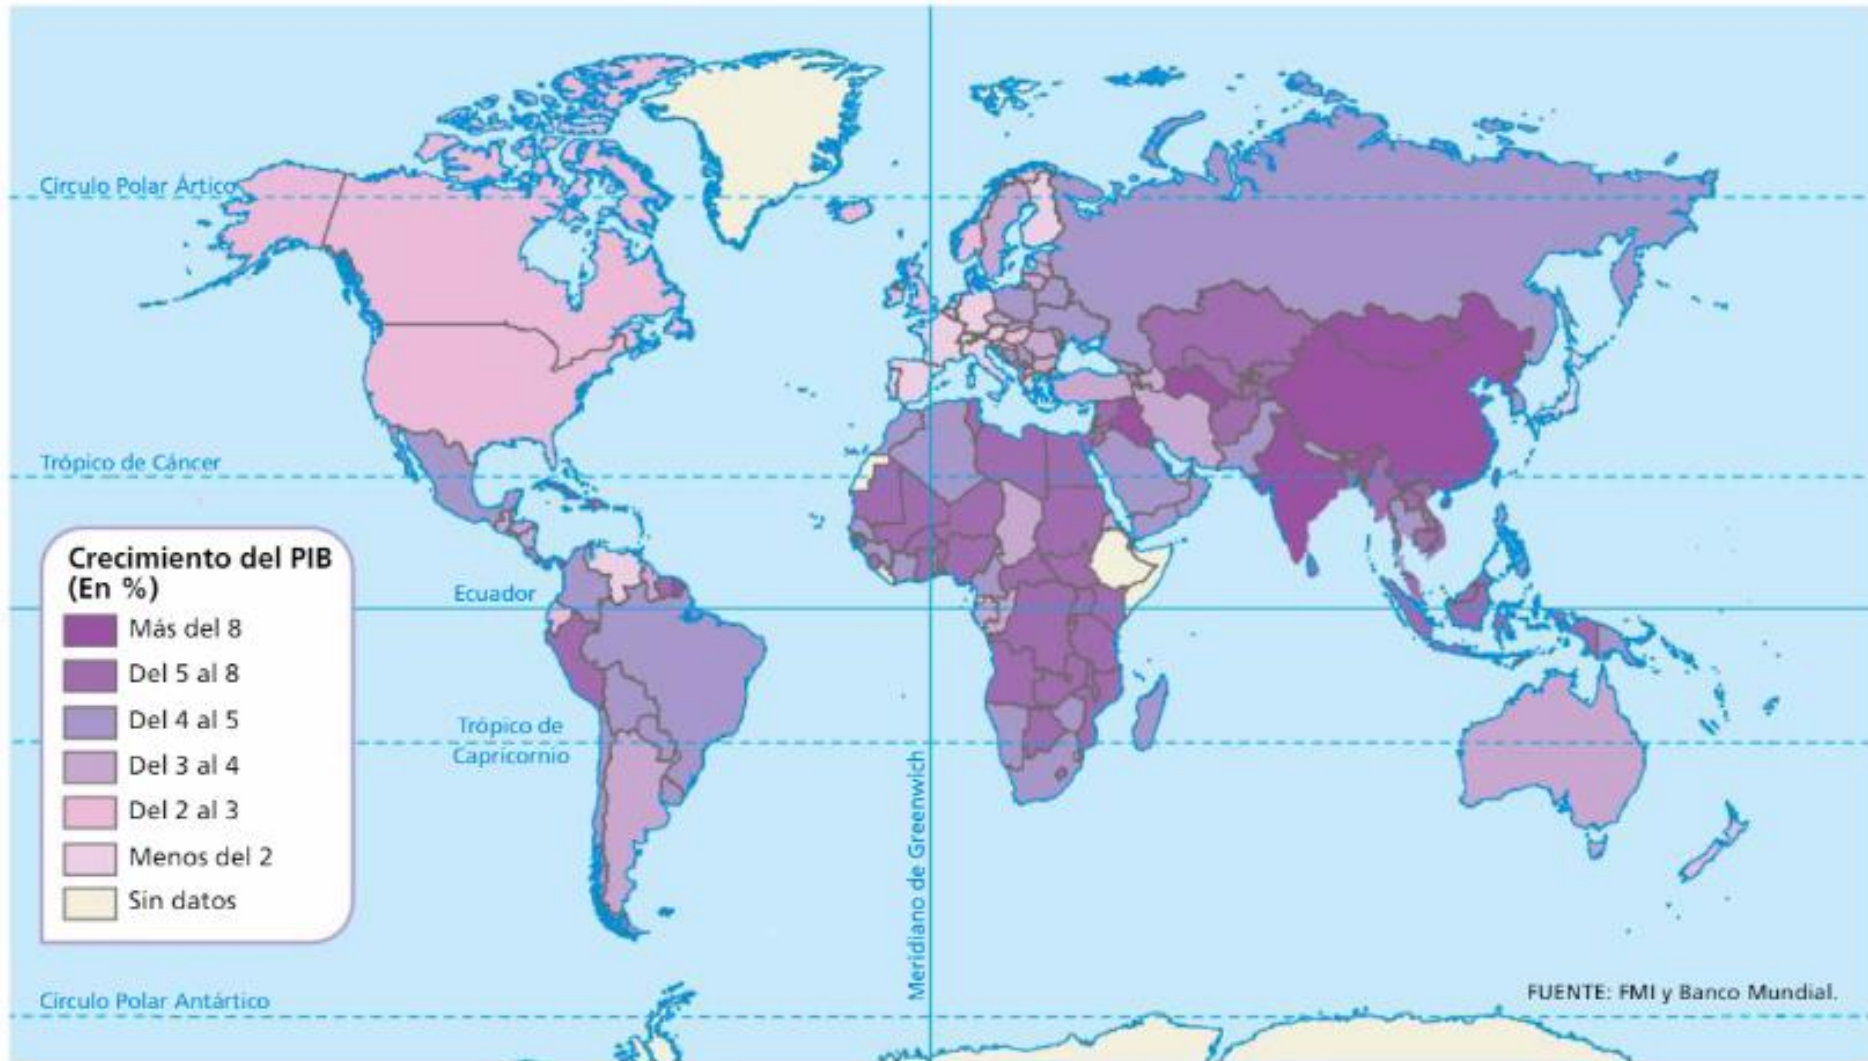 Círculo Polar Ártico
Trópico de Cáncer
Crecimiento del PIB
(En %)
Más del 8
Del 5 al 8
Del 4 al 5
Del 3 al 4
Del 2 al 3
Menos del 2
Sin datos
Ecuador
Trópico de
Capricornio
Meridiano de Greenwich
Círculo Polar Antártico
FUENTE: FMI y Banco Mundial.